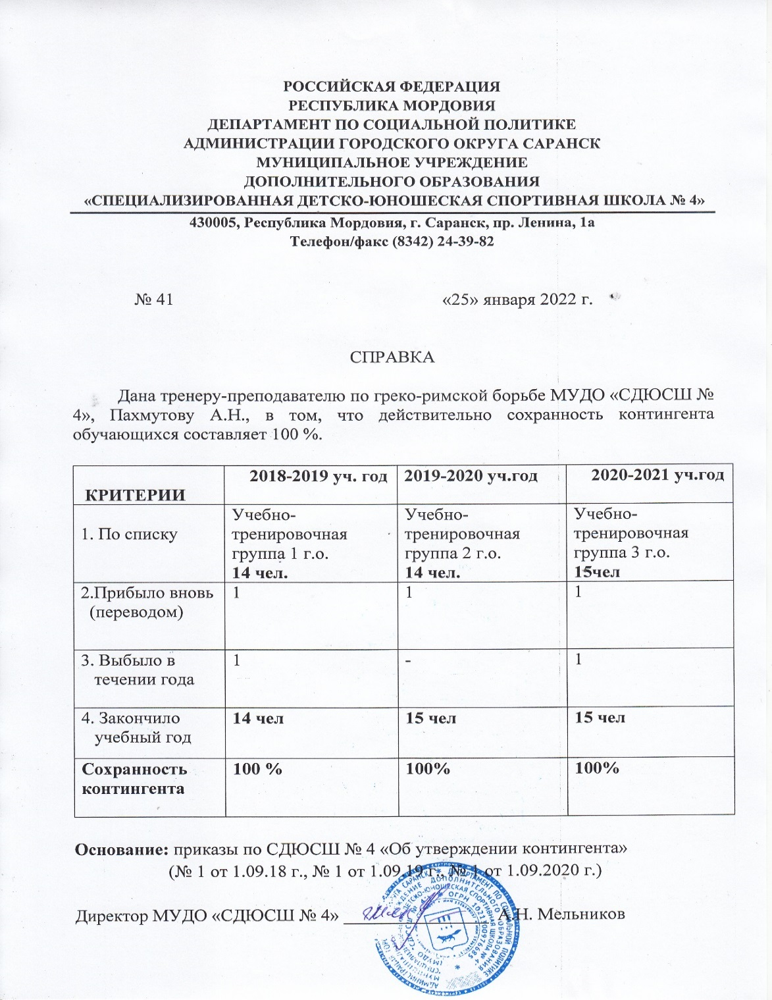 РОССИЙСКАЯ ФЕДЕРАЦИЯ
РЕСПУБЛИКА МОРДОВИЯ
ДЕПАРТАМЕНТ ПО СОЦИАЛЬНОЙ ПОЛИТИКЕ
АДМИНИСТРАЦИИ ГОРОДСКОГО ОКРУГА САРАНСК
МУНИЦИПАЛЬНОЕ УЧРЕЖДЕНИЕ
ДОПОЛНИТЕЛЬНОГО ОБРАЗОВАНИЯ
«СПЕЦИАЛИЗИРОВАННАЯ ДЕТСКО-ЮНОШЕСКАЯ СПОРТИВНАЯ ШКОЛА № 4»
430005, Республика Мордовия, г. Саранск, пр. Ленина, 1а
Телефон/факс (8342) 24-39-82
№ 41 «25» января 2022 г.
СПРАВКА
Дана тренеру-преподавателю по греко-римской борьбе МУДО «СДЮСШ №
4», Пахмутову А.Н., в том, что действительно сохранность контингента
обучающихся составляет 100 %.
КРИТЕРИИ
2018-2019 уч. год
2019-2020 уч.год
2020-2021 уч.год
1. По списку
Учебно-
тренировочная
группа 1 г.о.
14 чел.
Учебно-
тренировочная
группа 2 г.о.
14 чел.
Учебно-
тренировочная
группа 3 г.о.
15чел
2.Прибыло вновь
(переводом)
1
1
1
3. Выбыло в
течении года
1
-
1
4. Закончило
учебный год
14 чел
15 чел
15 чел
Сохранность
контингента
100 %
100%
100%
Основание: приказы по СДЮСШ № 4 «Об утверждении контингента»
(№ 1 от 1.09.18 г., № 1 от 1.09.19 г., № 1 от 1.09.2020 г.)
Директор МУДО «СДЮСШ № 4» А.Н. Мельников